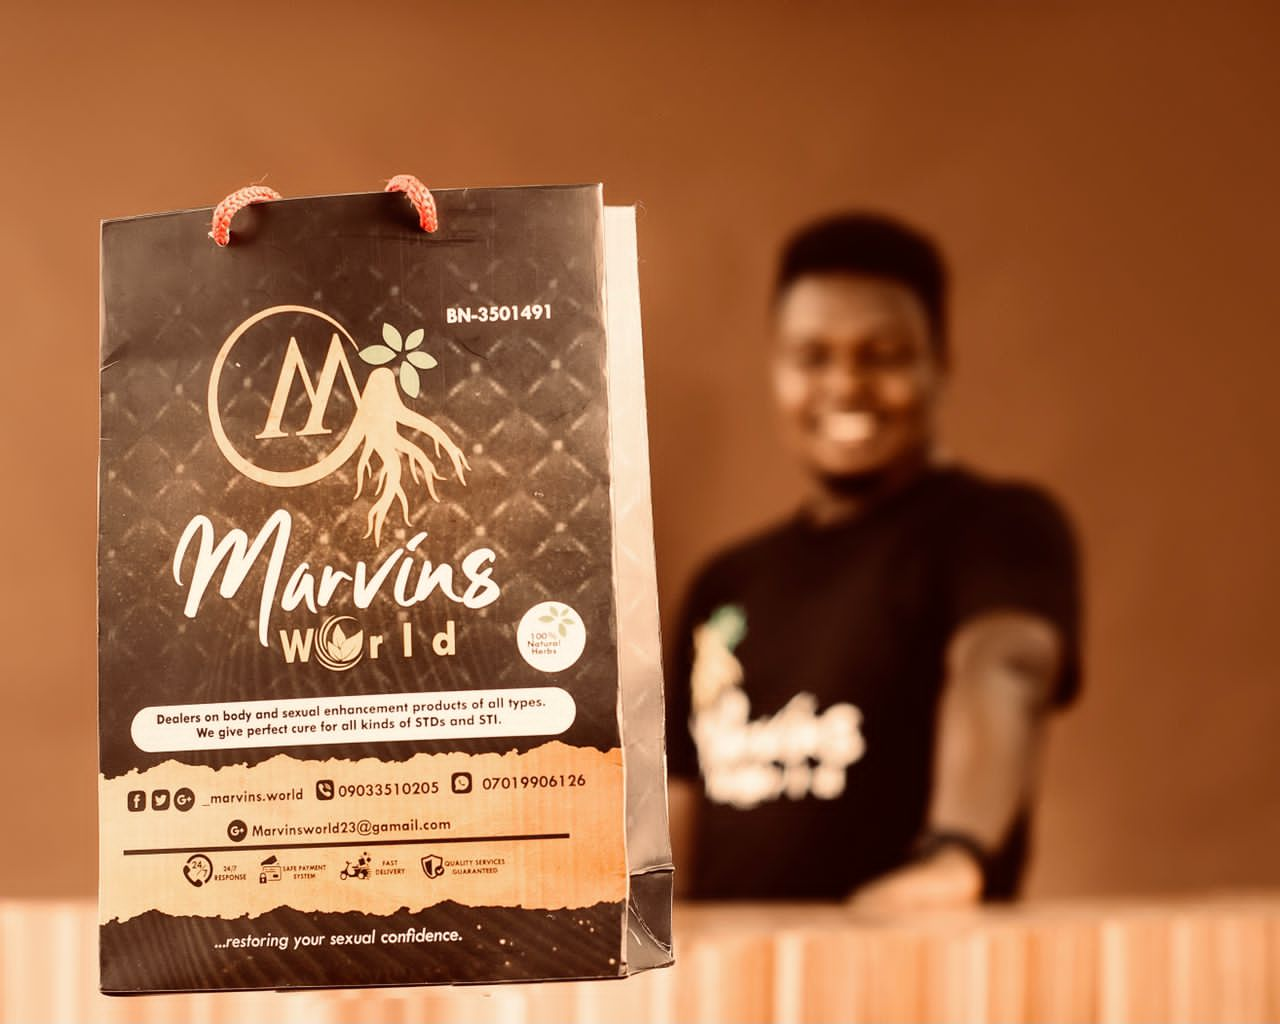 BN-3501491
M
Marvins
World
100%
Natural
Herbs
Dealers on body and sexual enhancement products of all types.
We give perfect cure for all kinds of STDs and STI.
_marvins.world 09033510205 07019906126
Marvinsworld23@gamail.com
24/7
24/7
RESPONSE
SAFE PAYMENT
SYSTEM
FAST
DELIVERY
QUALITY SERVICES
GUARANTEED
...restoring your sexual confidence.